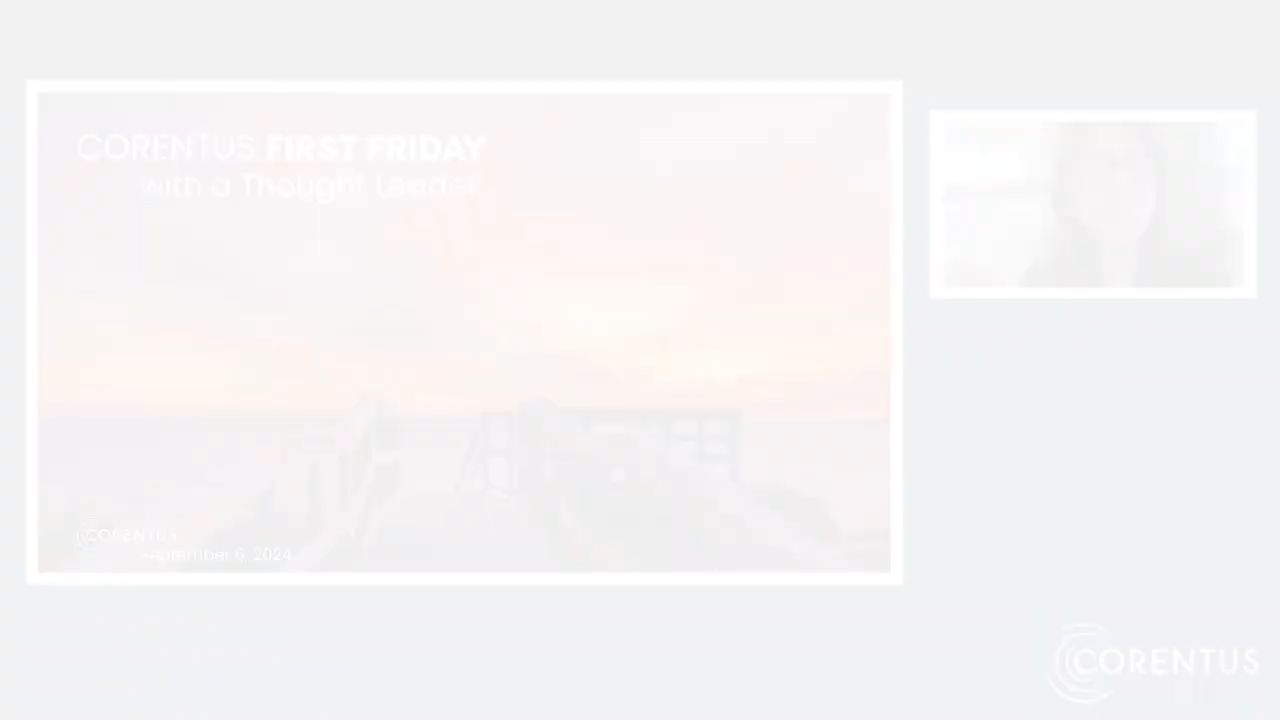 CORENTUS FIRST FRIDAY
with a Thought Leader
CORENTUS
September 6, 2024
CORENTUS